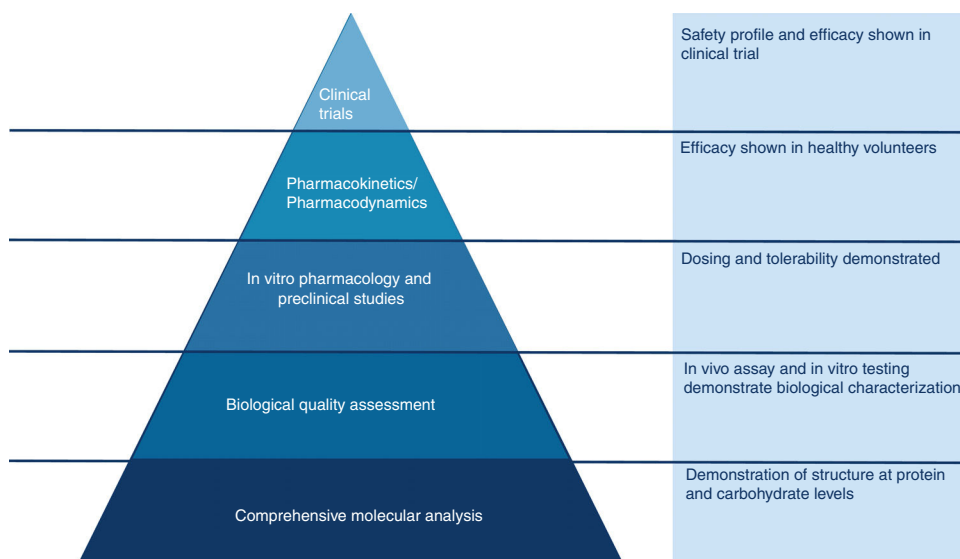 Safety profile and efficacy shown in
clinical trial
Clinical
trials
Efficacy shown in healthy volunteers
Pharmacokinetics/
Pharmacodynamics
Dosing and tolerability demonstrated
In vitro pharmacology and
preclinical studies
In vivo assay and in vitro testing
demonstrate biological characterization
Biological quality assessment
Demonstration of structure at protein
and carbohydrate levels
Comprehensive molecular analysis